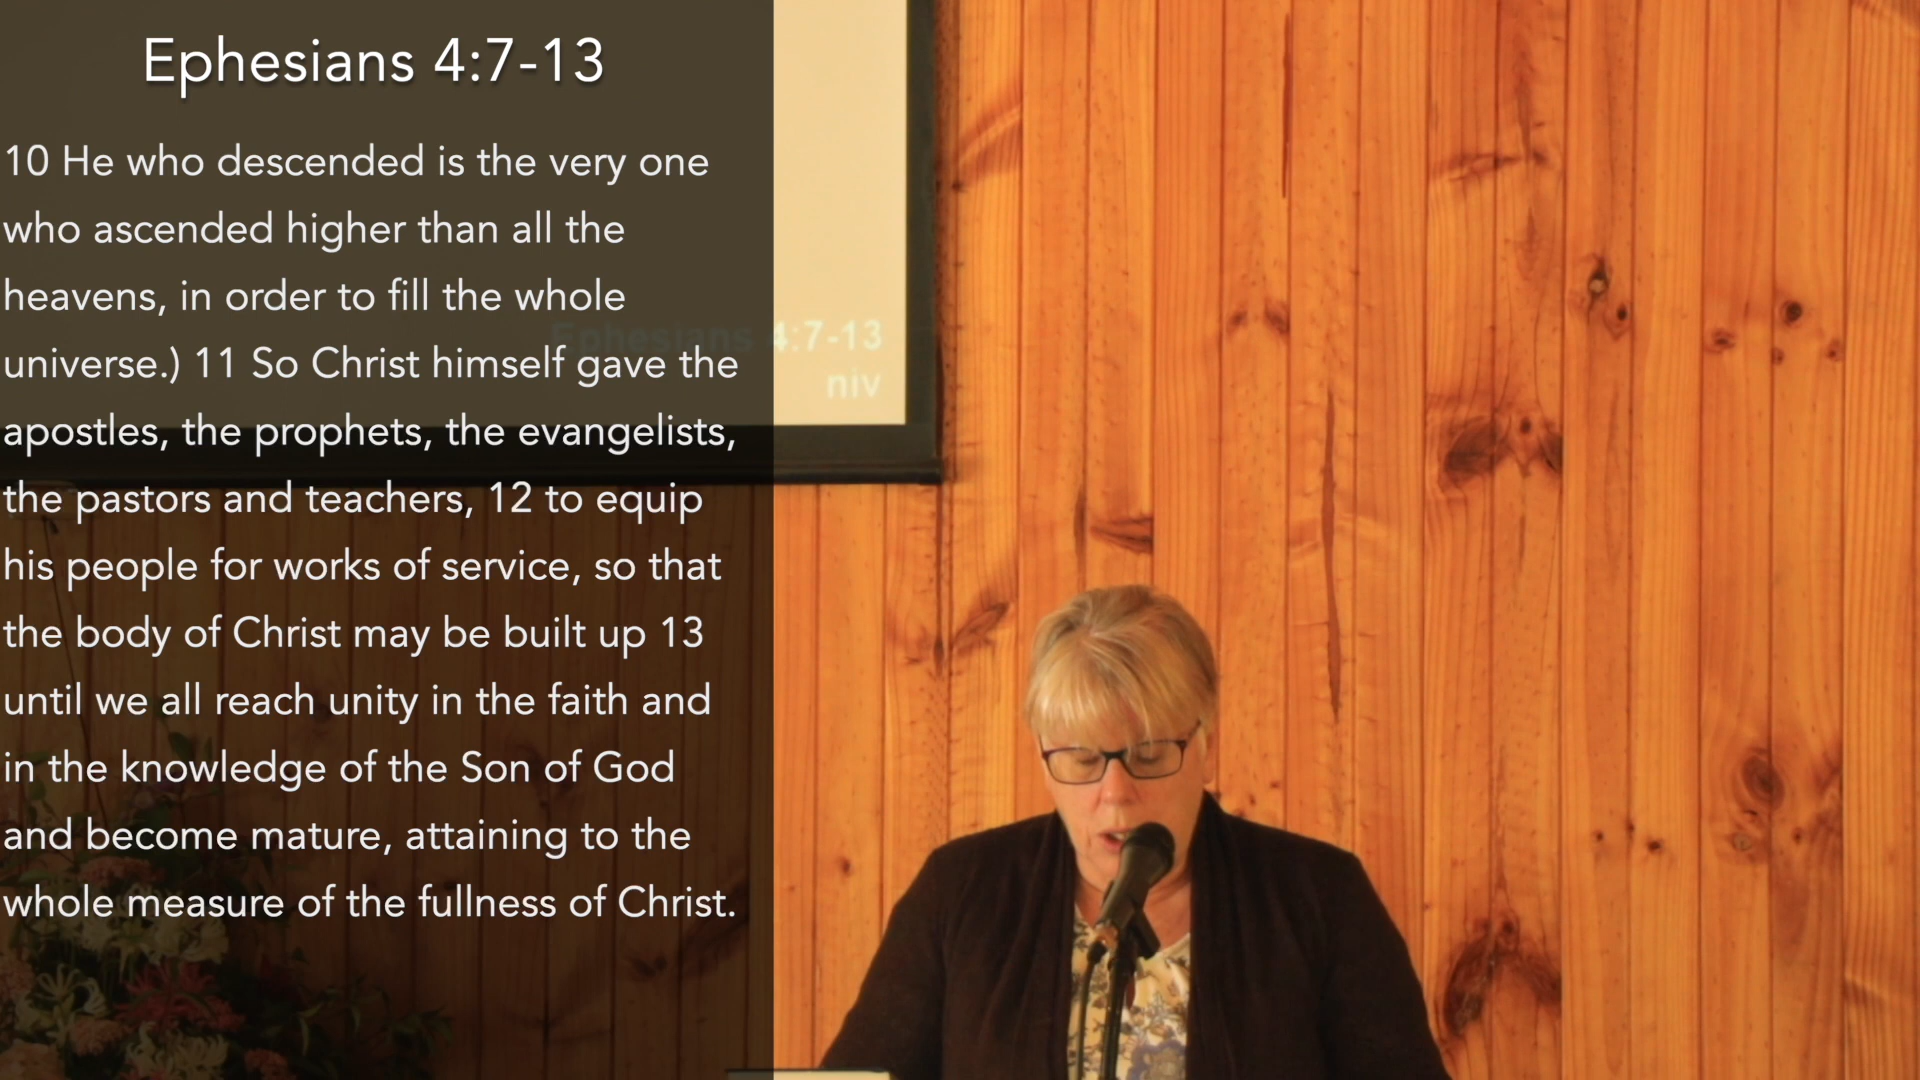 Ephesians 4:7-13
10 He who descended is the very one
who ascended higher than all the
heavens, in order to fill the whole
universe.) 11 So Christ himself gave the
apostles, the prophets, the evangelists,
the pastors and teachers, 12 to equip
his people for works of service, so that
the body of Christ may be built up 13
until we all reach unity in the faith and
in the knowledge of the Son of God
and become mature, attaining to the
whole measure of the fullness of Christ.
Ephesians 4:7-13
niv